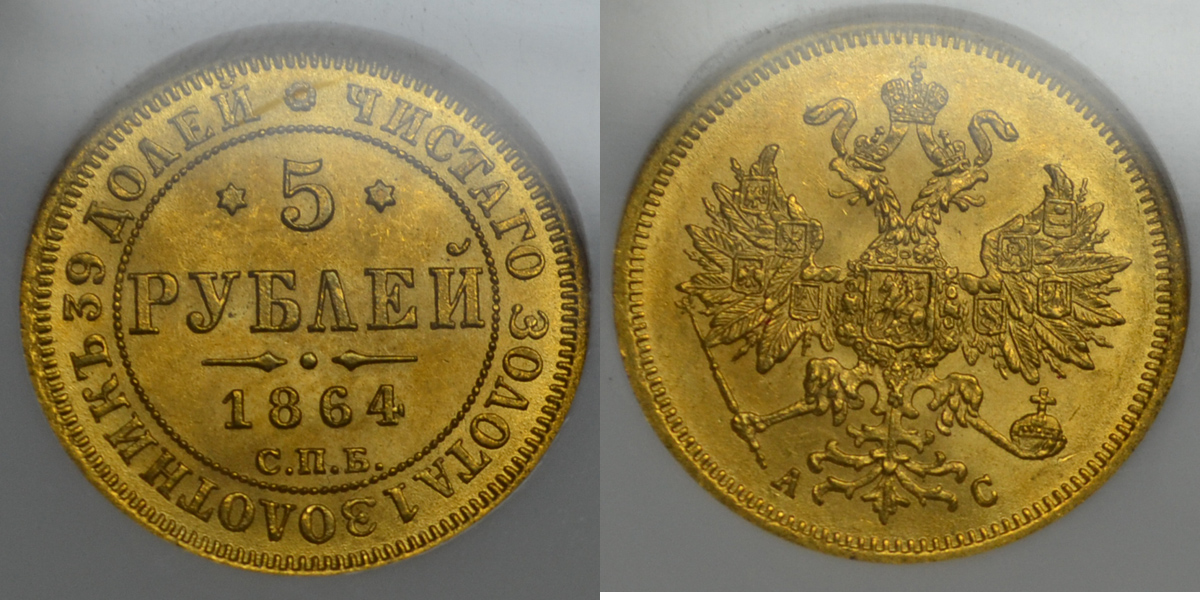 ЧИСТАГО ЗОЛОТА 1 ЗОЛОТНИКЪ 39 ДОЛЕЙ
5
РУБЛЕЙ
1864
С.П.Б.
А С